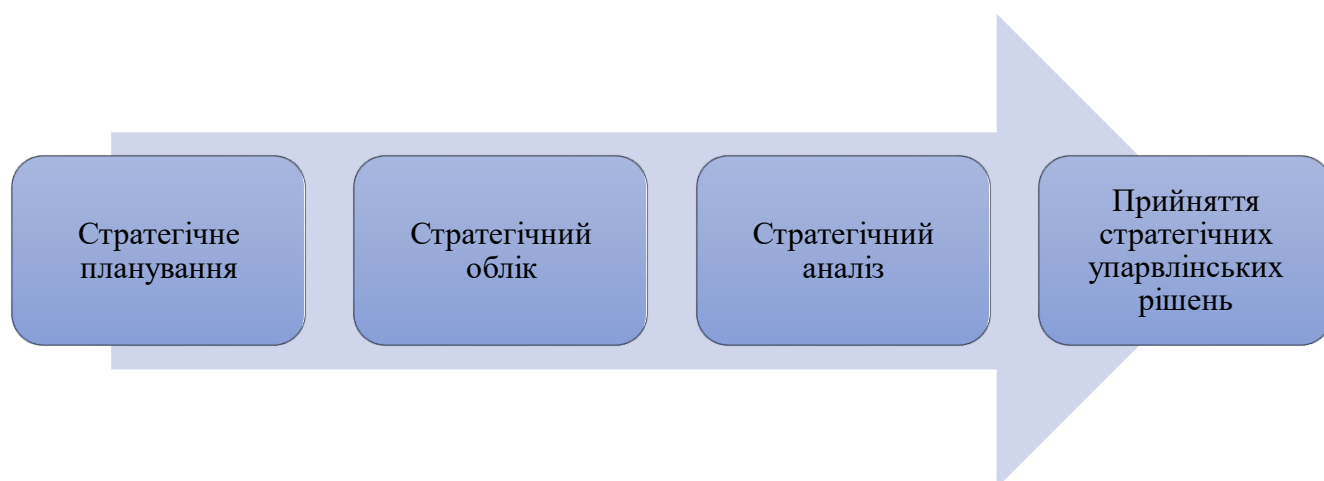 Стратегічне
планування
Стратегічний
облік
Стратегічний
аналіз
Прийняття
стратегічних
упарвлінських
рішень